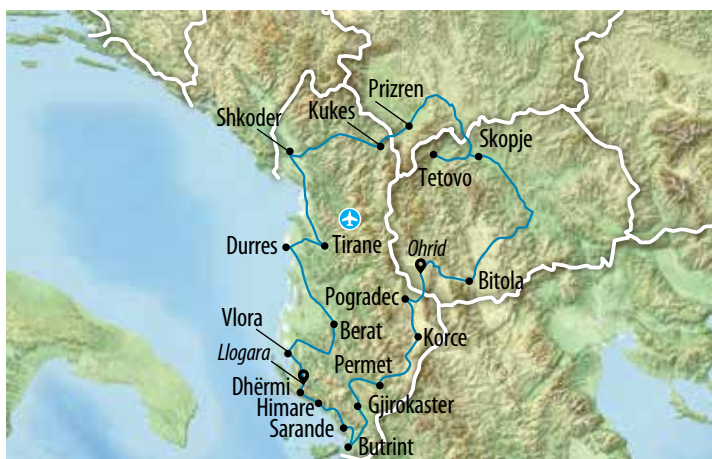 Prizren
Kukes
Shkoder
Skopje
Tetovo
Durres
Tirane
Ohrid
Bitola
Pogradec
Berat
Vlora
Korce
Llogara
Permet
Dhërmi
Himare
Gjirokaster
Sarande
Butrint